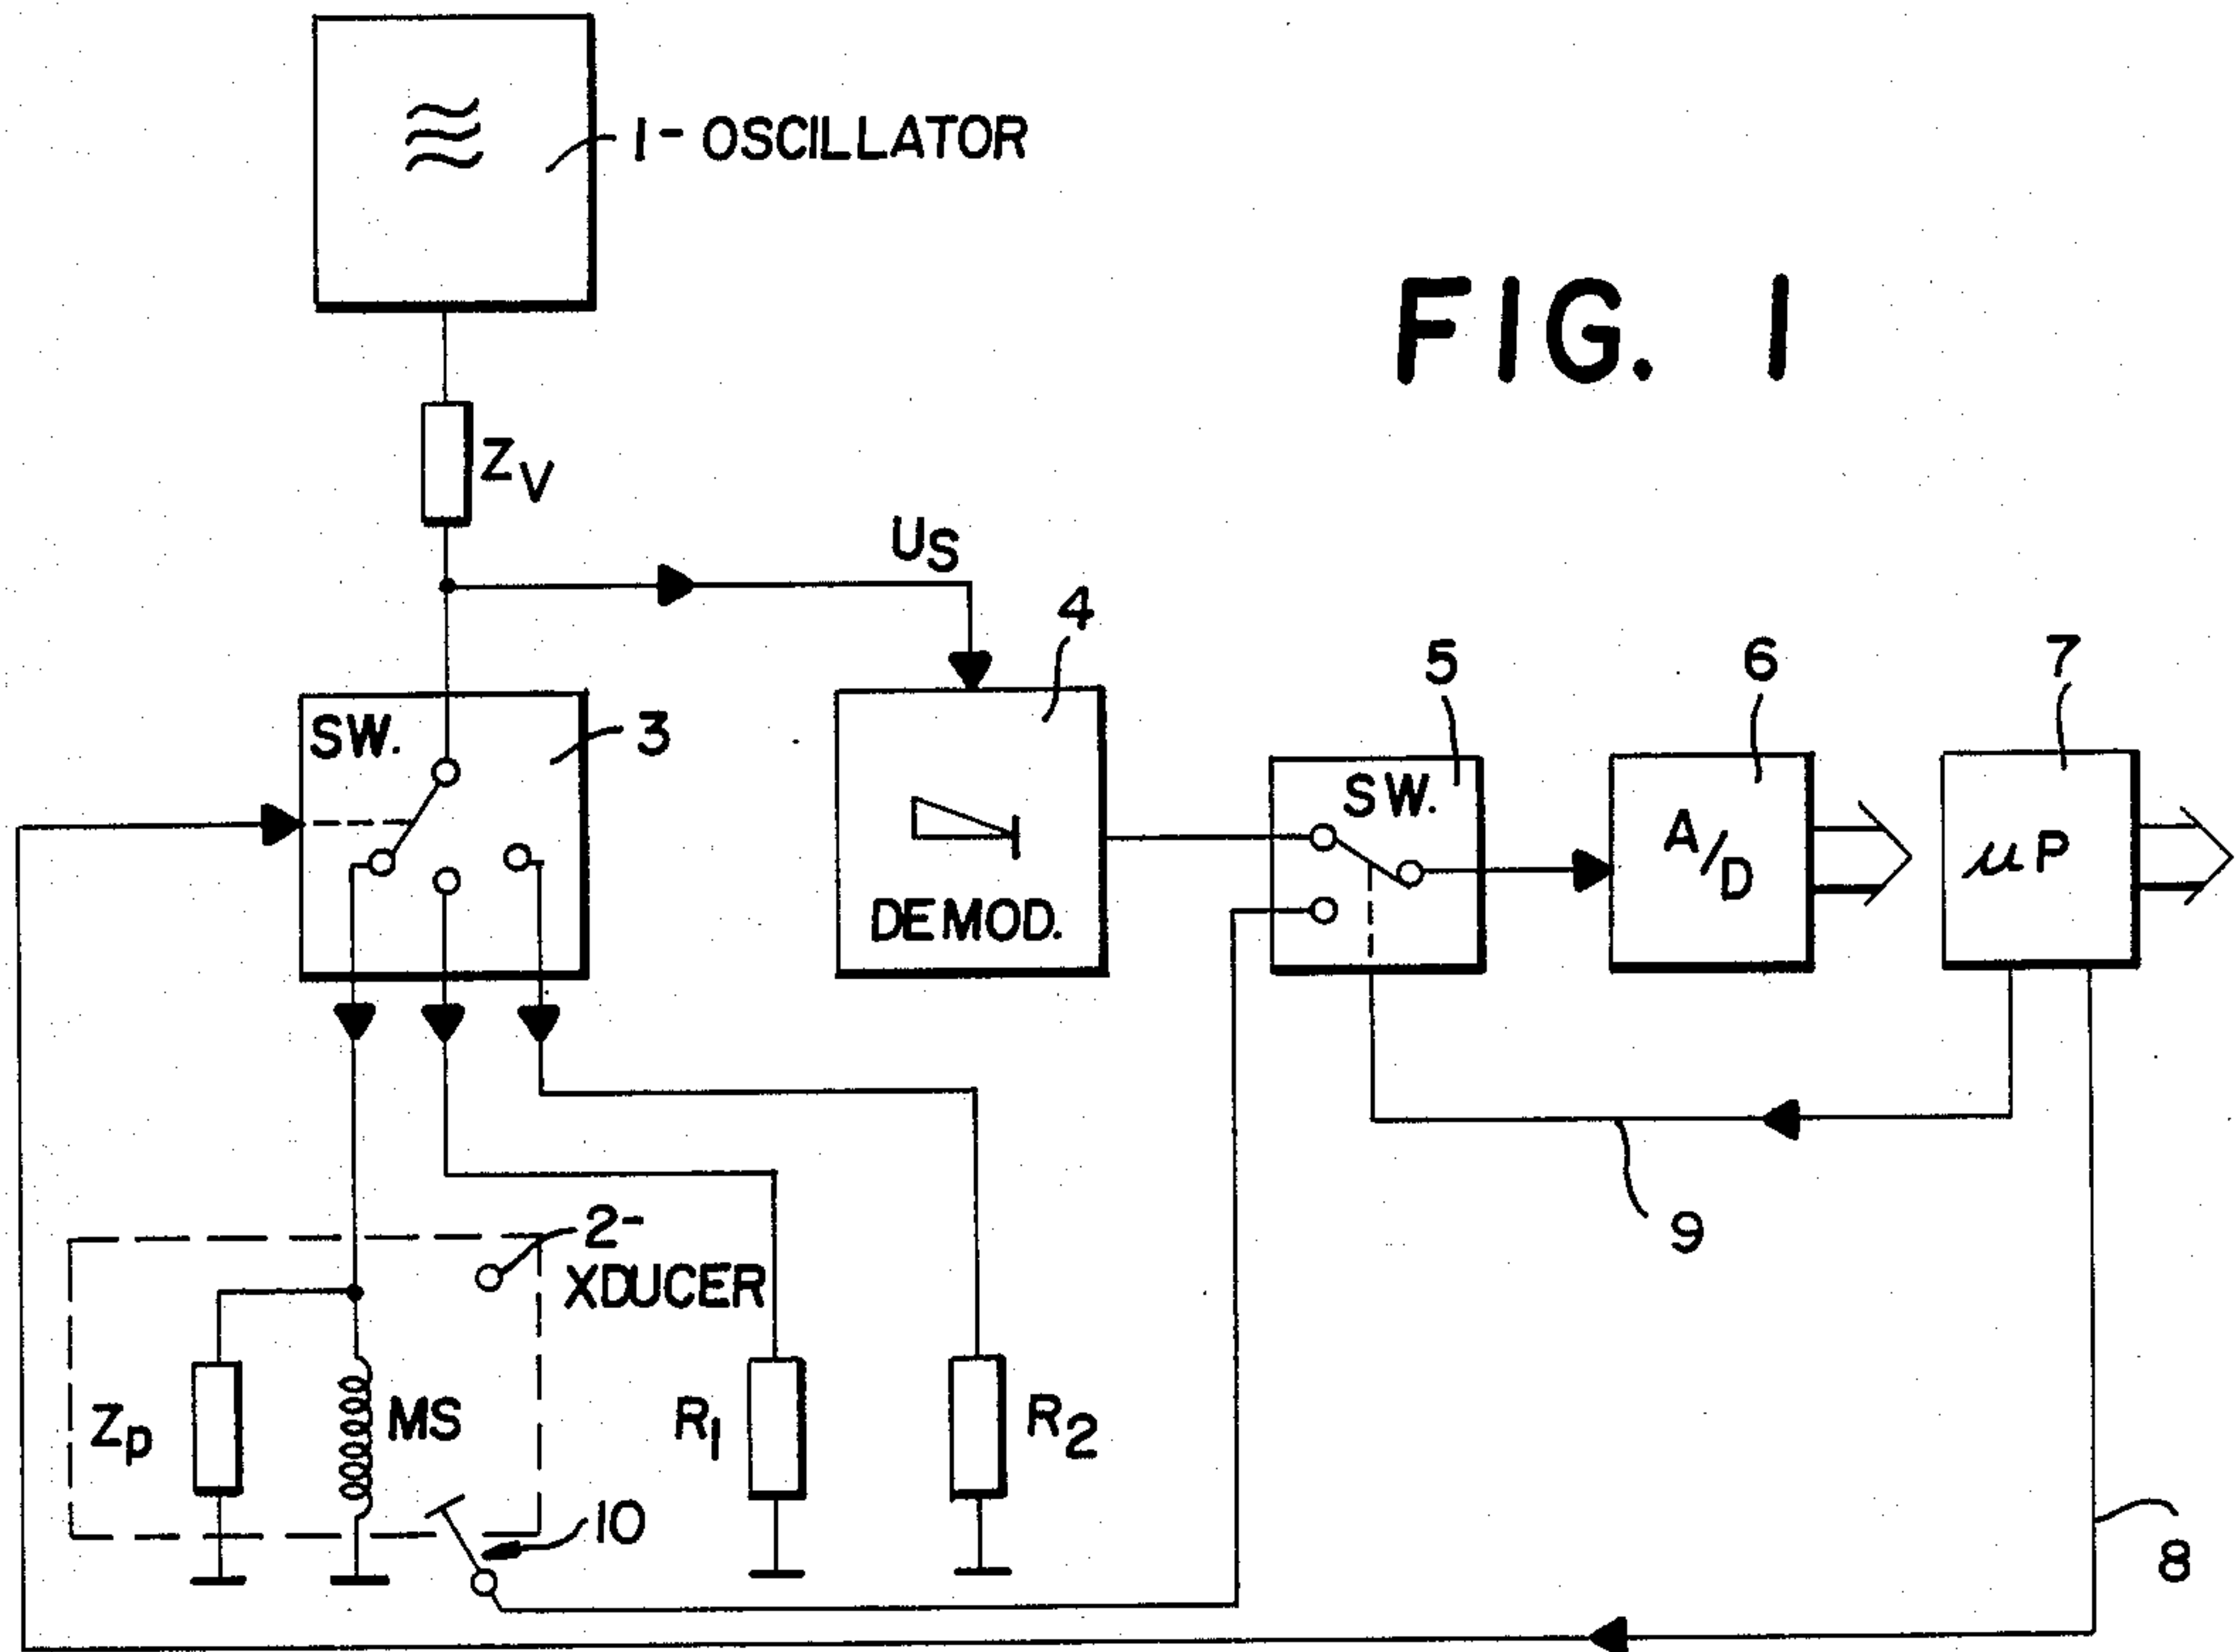 1- OSCILLATOR
FIG. 1
ZV
US
4
5
6
7
SW.
3
SW.
A/D
μP
DEMOD.
9
2-
XDUCER
Zp
MS
R1
R2
10
8